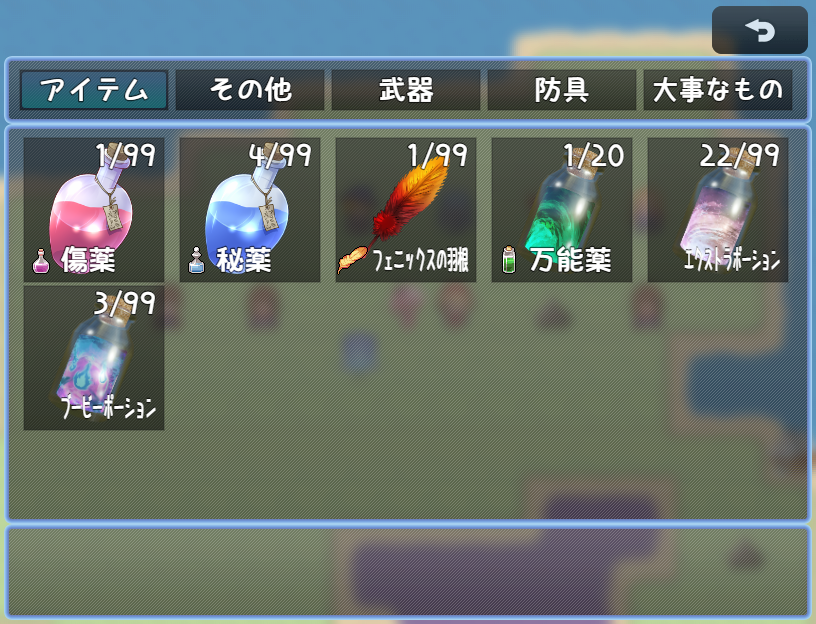 アイテム その他 武器 防具 大事なもの
1/99 4/99 1/99 1/20 22/99
傷薬 秘薬 フェニックスの羽根 万能薬 エクストラポーション
3/99
ブービーポーション